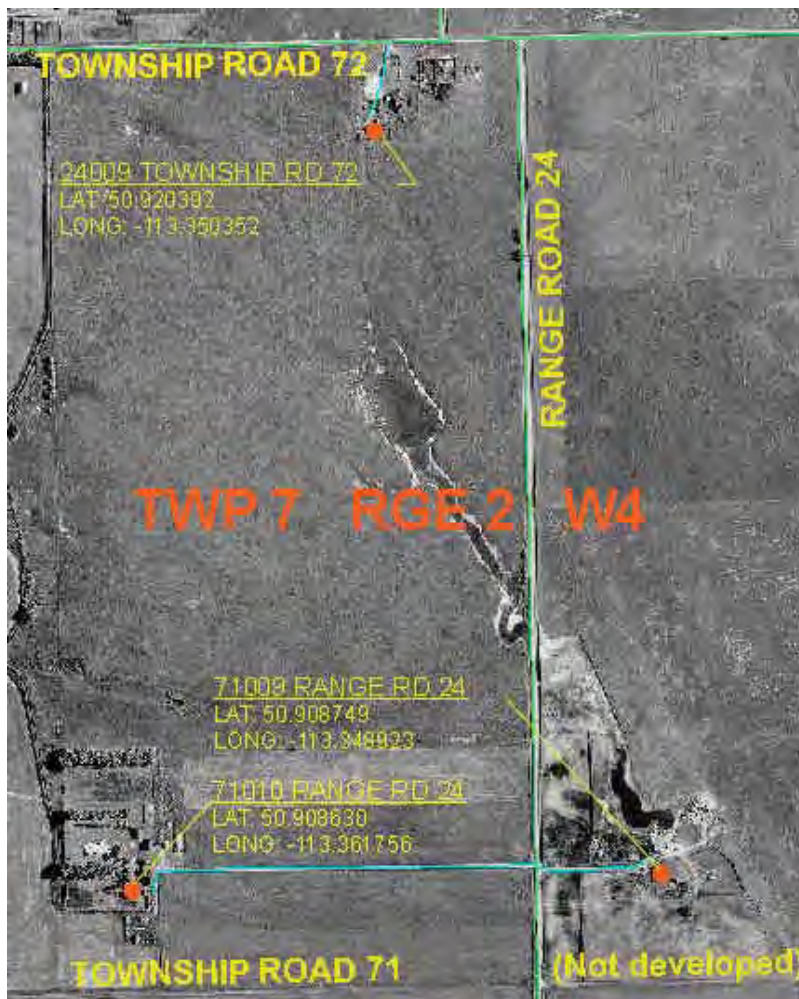 TOWNSHIP ROAD 72
24009 TOWNSHIP RD 72
LAT: 50.920392
LONG: -113.350352
RANGE ROAD 24
TWP 7 RGE 2 W4
71009 RANGE RD 24
LAT: 50.908749
LONG: -113.348923
71010 RANGE RD 24
LAT: 50.908630
LONG: -113.361756
TOWNSHIP ROAD 71
(Not developed)